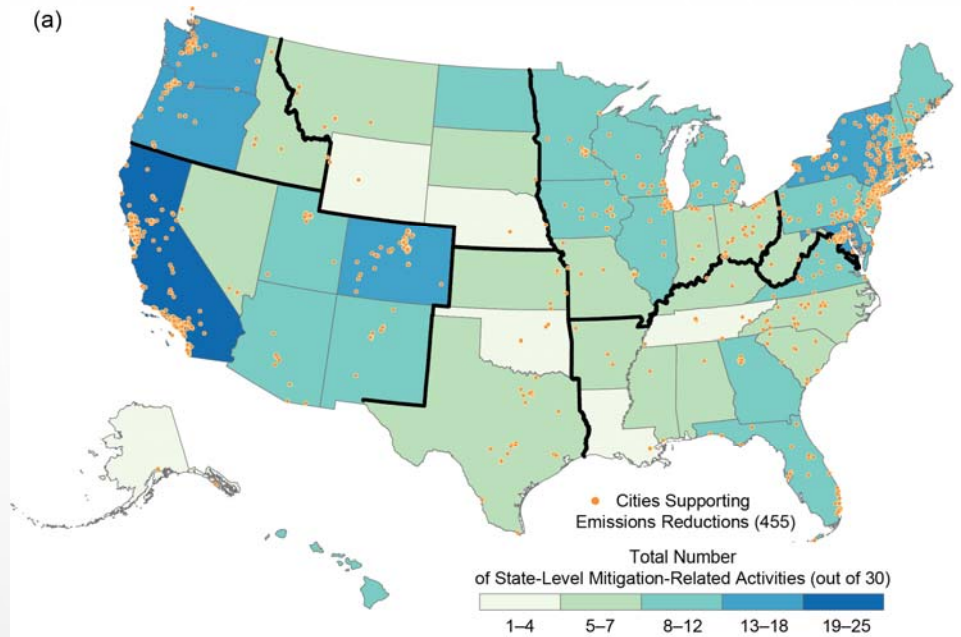 (a)
Cities Supporting
Emissions Reductions (455)
Total Number
of State-Level Mitigation-Related Activities (out of 30)
1–4 5–7 8–12 13–18 19–25